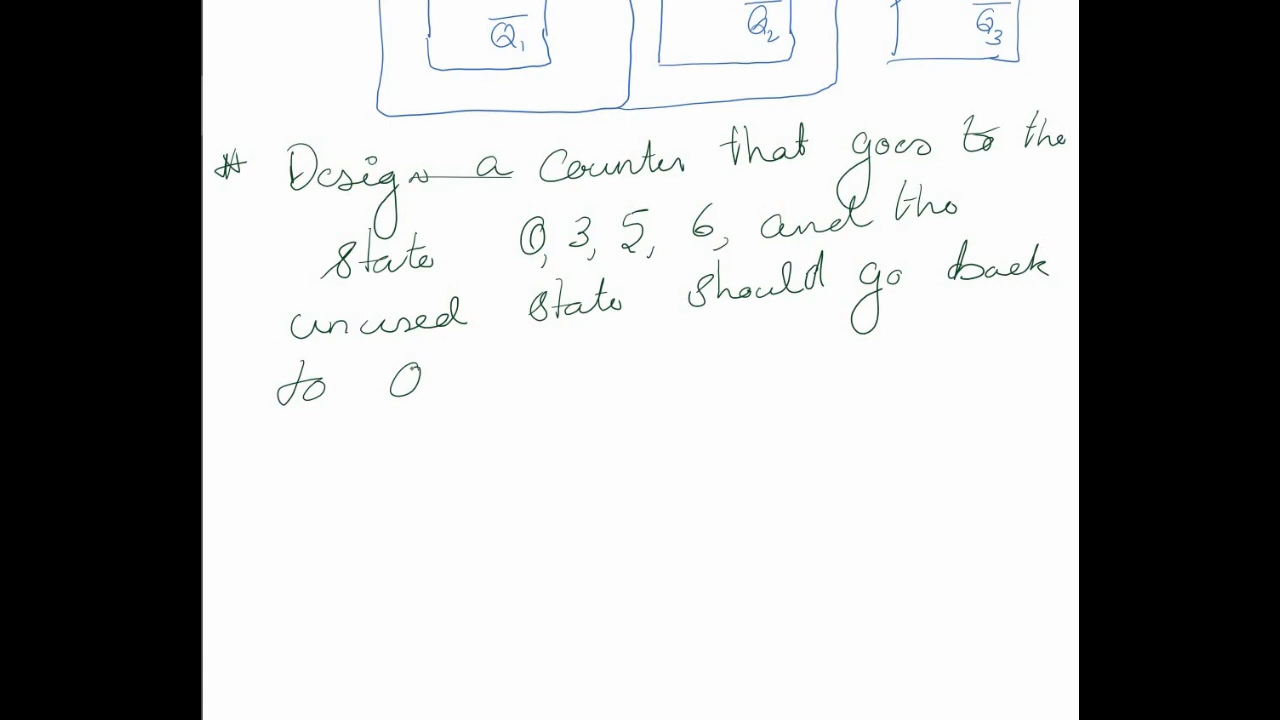 Q̅₁ Q̅₂ Q̅₃
* Design a Counter that goes to the
state 0, 3, 5, 6, and the
unused state should go back
to 0